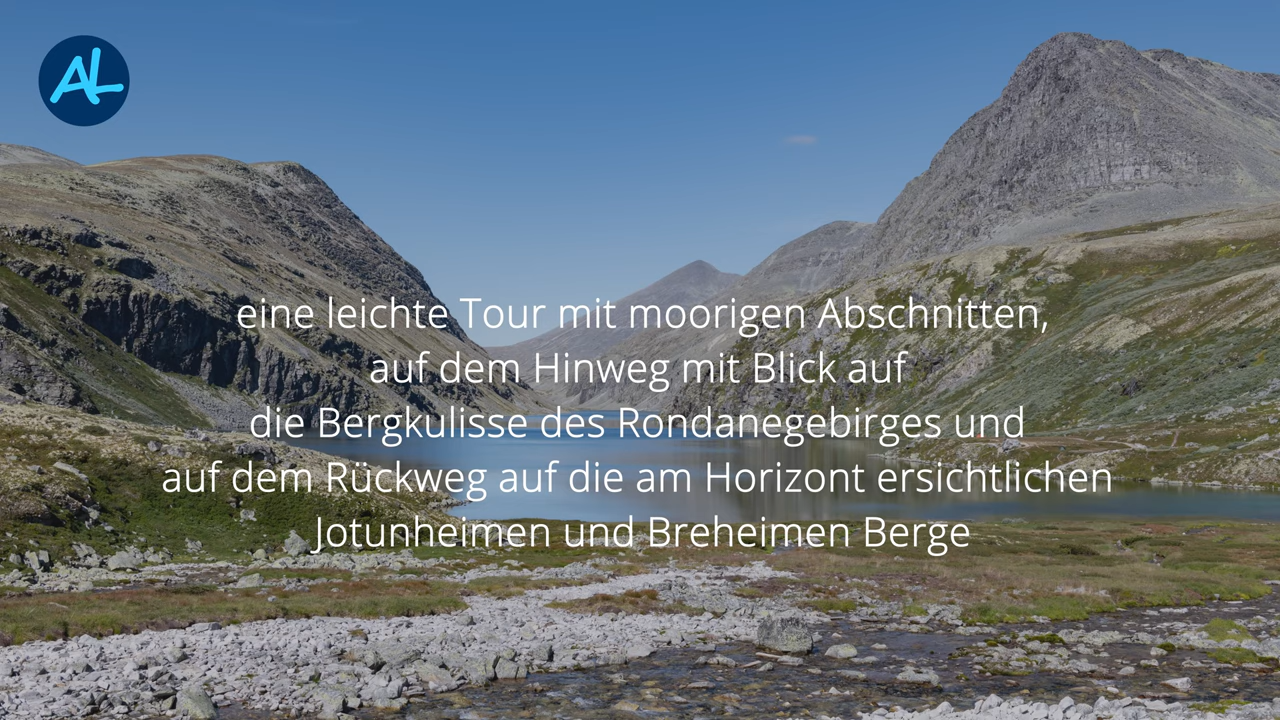 AL
eine leichte Tour mit moorigen Abschnitten,
auf dem Hinweg mit Blick auf
die Bergkulisse des Rondanegebirges und
auf dem Rückweg auf die am Horizont ersichtlichen
Jotunheimen und Breheimen Berge